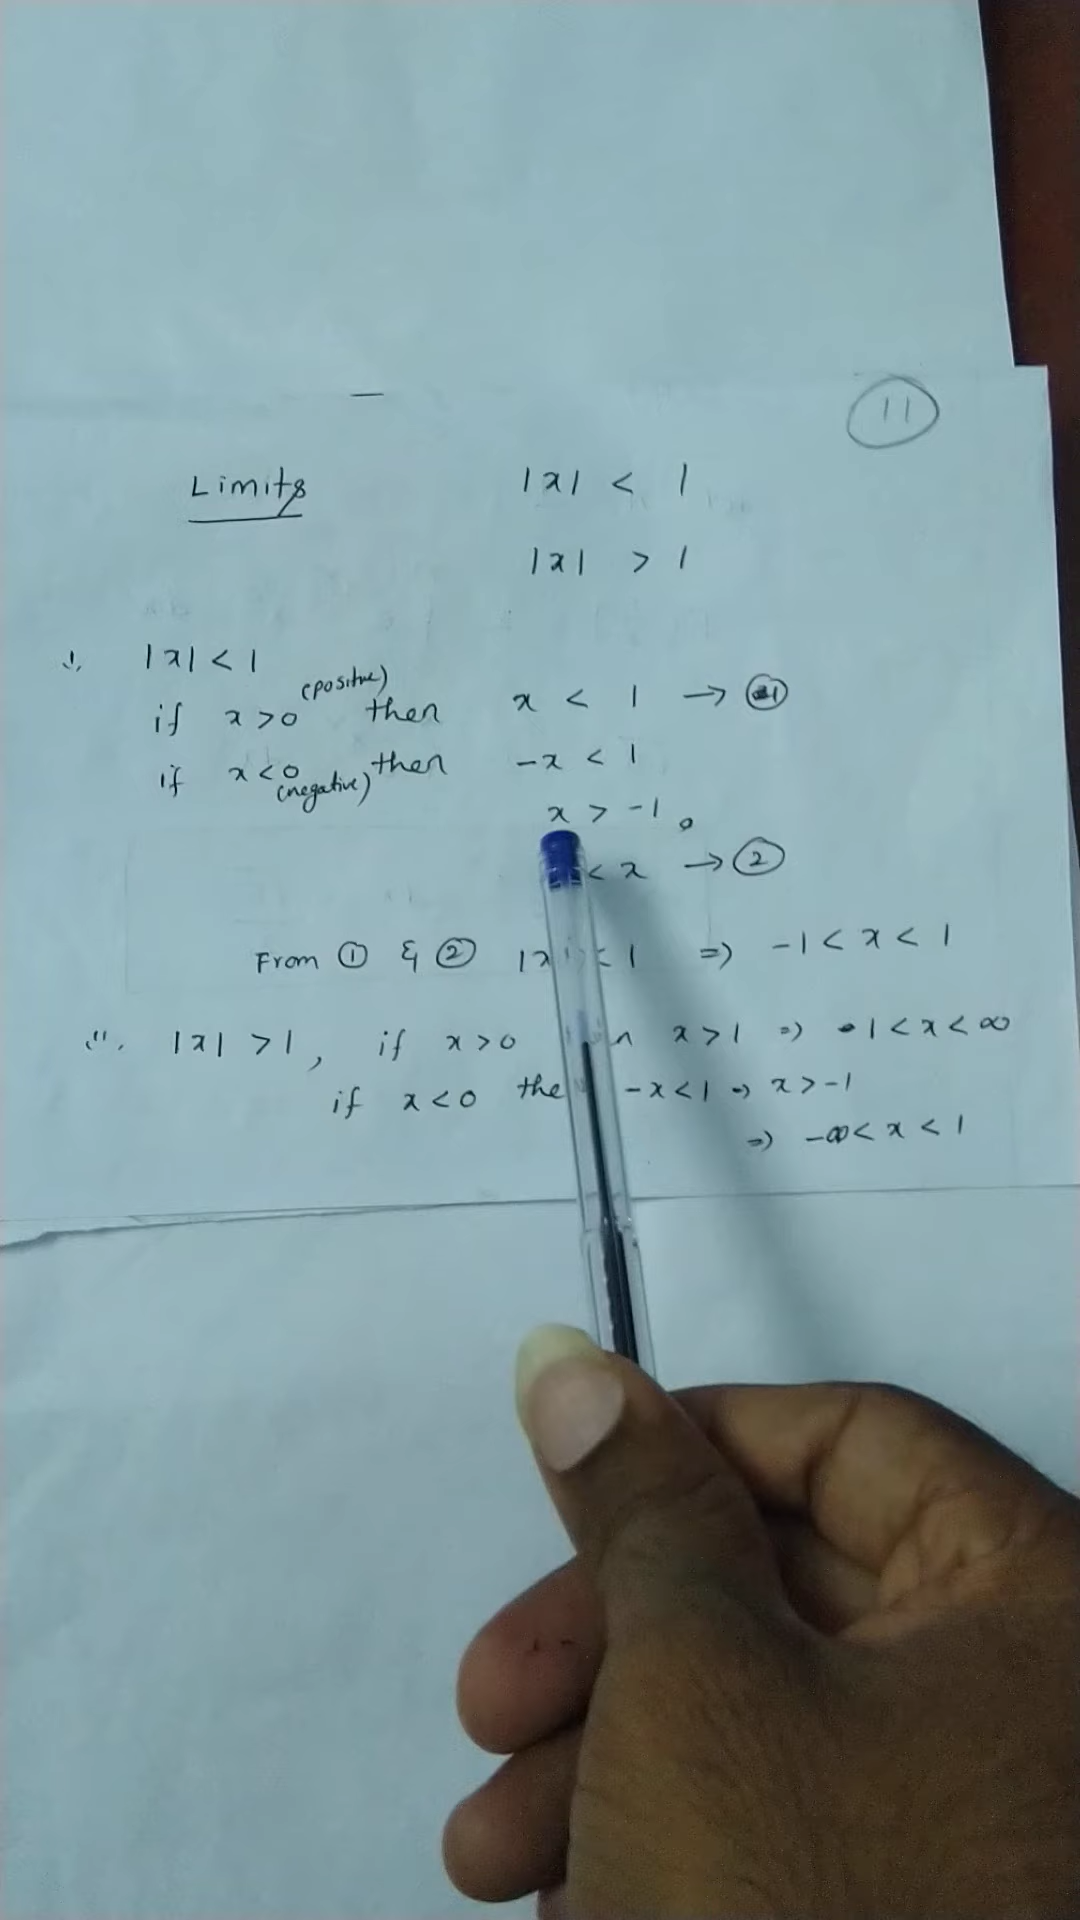 11
Limits |x| < 1
|x| > 1
i, |x| < 1
if x>0 (positive) then x < 1 → ①
if x<0 (negative) then -x < 1
x > -1
< x → ②
From ① & ② |x| < 1 => -1 < x < 1
ii, |x| > 1, if x>0 x>1 => 1<x<∞
if x<0 the -x<1 => x>-1
=> -∞< x < 1